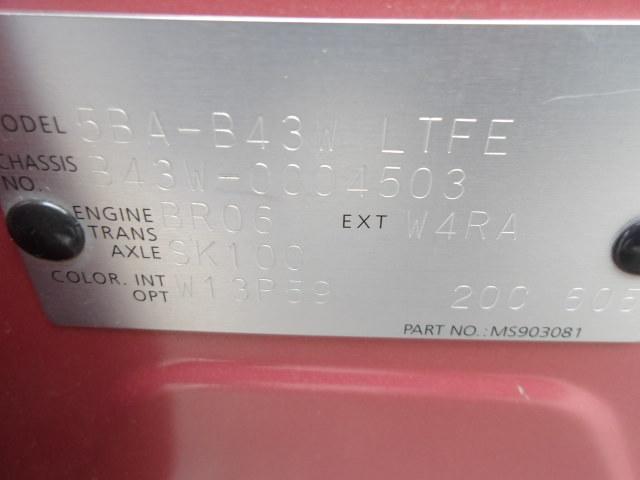 ODEL 5BA-B43W LTFE
CHASSIS NO. B43W-0004503
ENGINE BR06 EXT W4RA
TRANS AXLE SK100
COLOR. INT OPT W13P59 200 605
PART NO.: MS903081